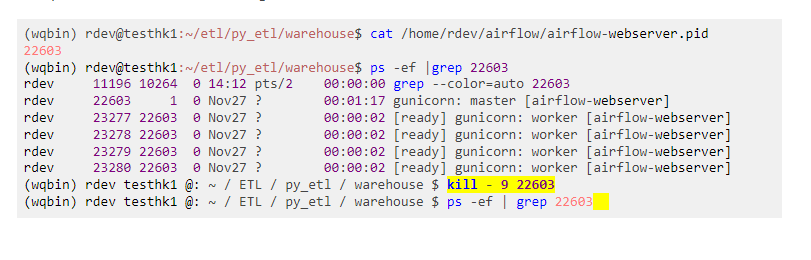 (wqbin) rdev@testhk1:~/etl/py_etl/warehouse$ cat /home/rdev/airflow/airflow-webserver.pid
22603
(wqbin) rdev@testhk1:~/etl/py_etl/warehouse$ ps -ef |grep 22603
rdev     11196 10264  0 14:12 pts/2    00:00:00 grep --color=auto 22603
rdev     22603     1  0 Nov27 ?        00:01:17 gunicorn: master [airflow-webserver]
rdev     23277 22603  0 Nov27 ?        00:00:02 [ready] gunicorn: worker [airflow-webserver]
rdev     23278 22603  0 Nov27 ?        00:00:02 [ready] gunicorn: worker [airflow-webserver]
rdev     23279 22603  0 Nov27 ?        00:00:02 [ready] gunicorn: worker [airflow-webserver]
rdev     23280 22603  0 Nov27 ?        00:00:02 [ready] gunicorn: worker [airflow-webserver]
(wqbin) rdev testhk1 @: ~ / ETL / py_etl / warehouse $ kill - 9 22603
(wqbin) rdev testhk1 @: ~ / ETL / py_etl / warehouse $ ps -ef | grep 22603